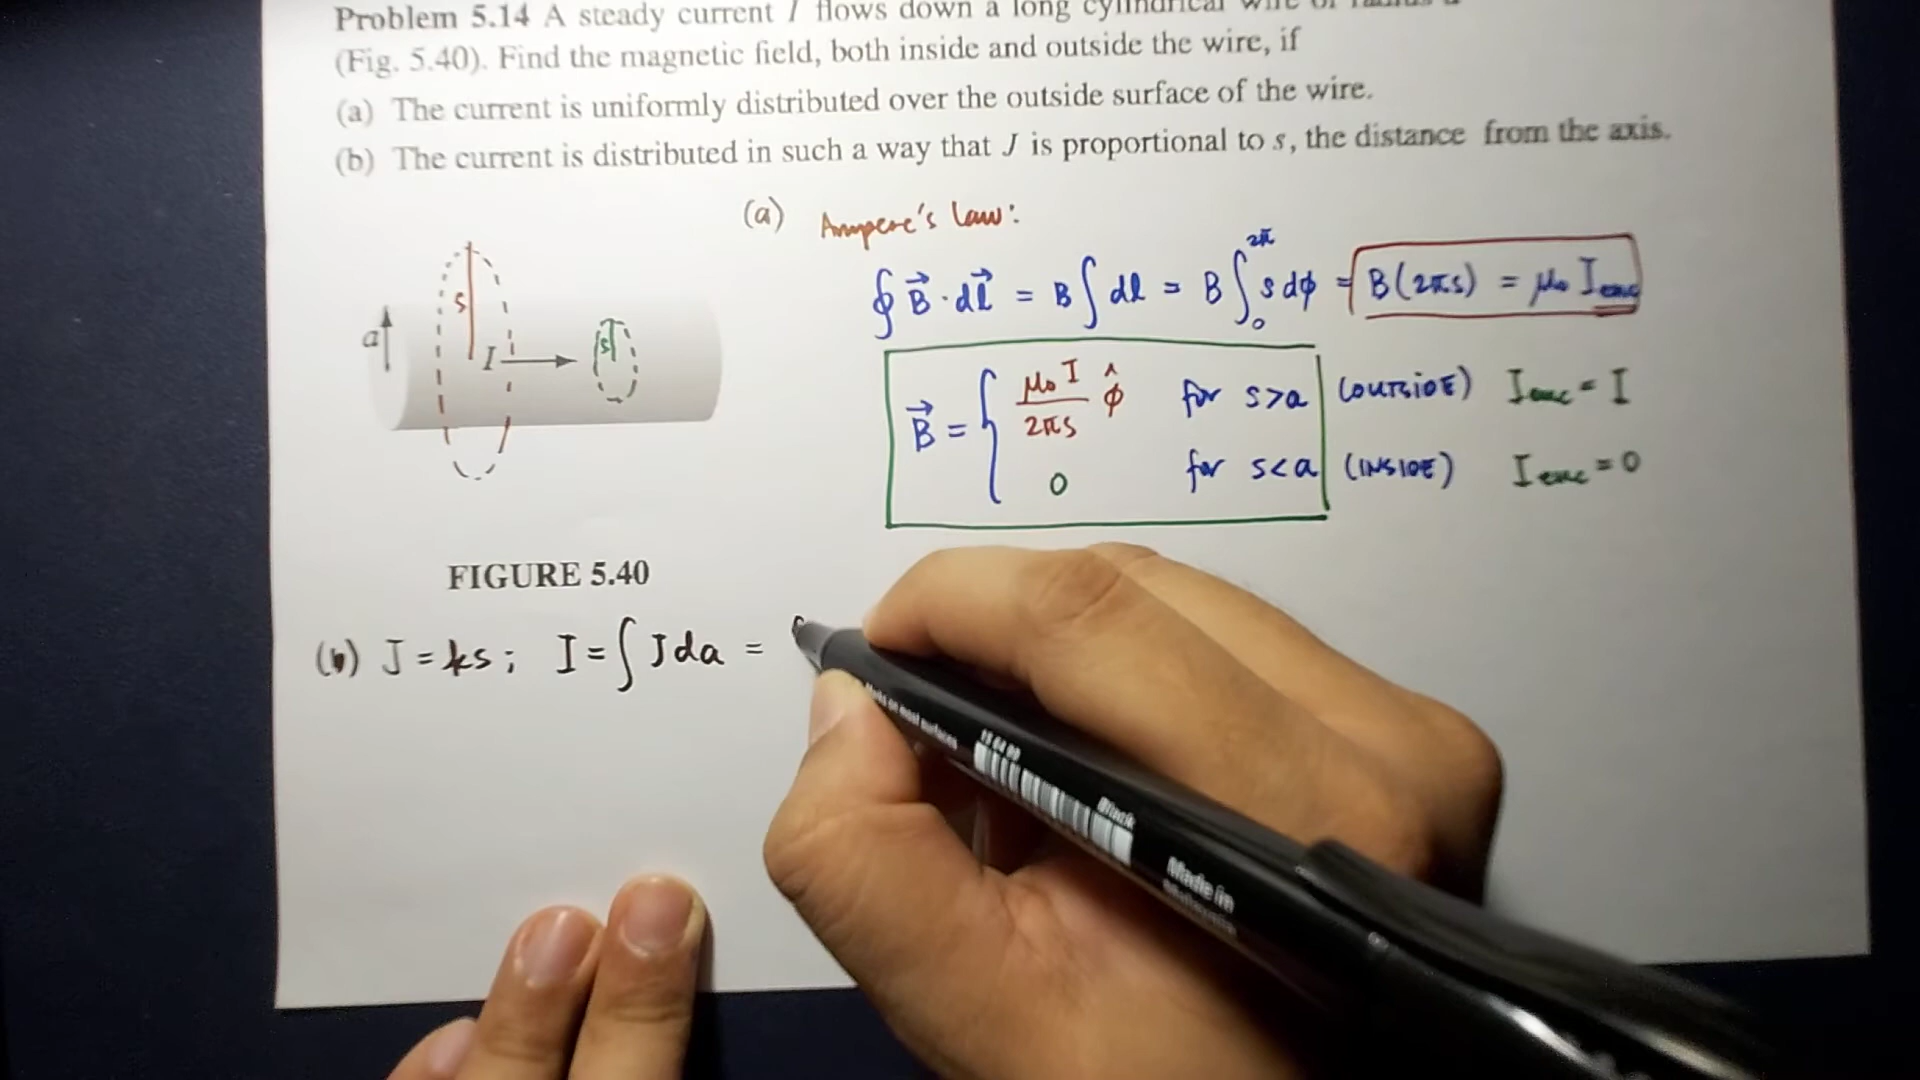 Problem 5.14 A steady current I flows down a long cylindrical wire of radius a
(Fig. 5.40). Find the magnetic field, both inside and outside the wire, if
(a) The current is uniformly distributed over the outside surface of the wire.
(b) The current is distributed in such a way that J is proportional to s, the distance from the axis.
(a) Ampere's law:
∮ B⃗ · dl⃗ = B ∫ dl = B ∫₀^2π s dϕ = B(2πs) = μ₀ I_enc
B⃗ = { μ₀ I / 2πs ϕ̂ for s>a (OUTSIDE) I_enc = I
0 for s<a (INSIDE) I_enc = 0
s
a
I
s
FIGURE 5.40
(b) J = ks ; I = ∫ J da =
Black
Made in